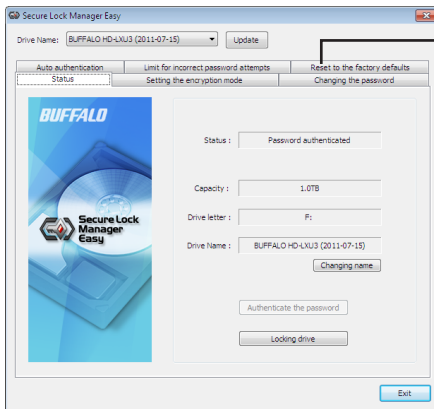 Secure Lock Manager Easy
Drive Name: BUFFALO HD-LXU3 (2011-07-15) Update
Auto authentication Limit for incorrect password attempts Reset to the factory defaults
Status Setting the encryption mode Changing the password
BUFFALO
Secure Lock
Manager
Easy
Status : Password authenticated
Capacity : 1.0TB
Drive letter : F:
Drive Name : BUFFALO HD-LXU3 (2011-07-15)
Changing name
Authenticate the password
Locking drive
Exit